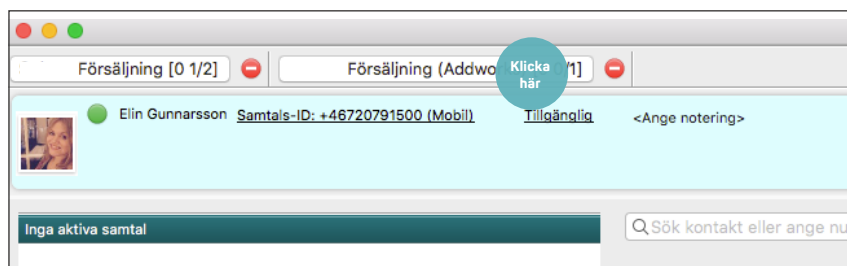 Försäljning [0 1/2]
Försäljning (Addwo /1]
Klicka
här
Elin Gunnarsson Samtals-ID: +46720791500 (Mobil) Tillgänglig <Ange notering>
Inga aktiva samtal
Sök kontakt eller ange nu